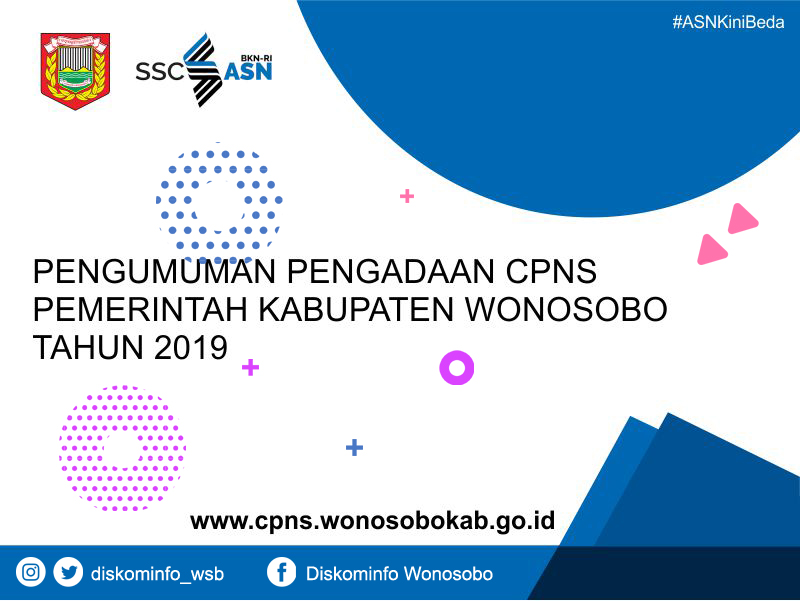 #ASNKiniBeda
SSC
BKN-RI
ASN
PENGUMUMAN PENGADAAN CPNS
PEMERINTAH KABUPATEN WONOSOBO
TAHUN 2019
www.cpns.wonosobokab.go.id
diskominfo_wsb
Diskominfo Wonosobo